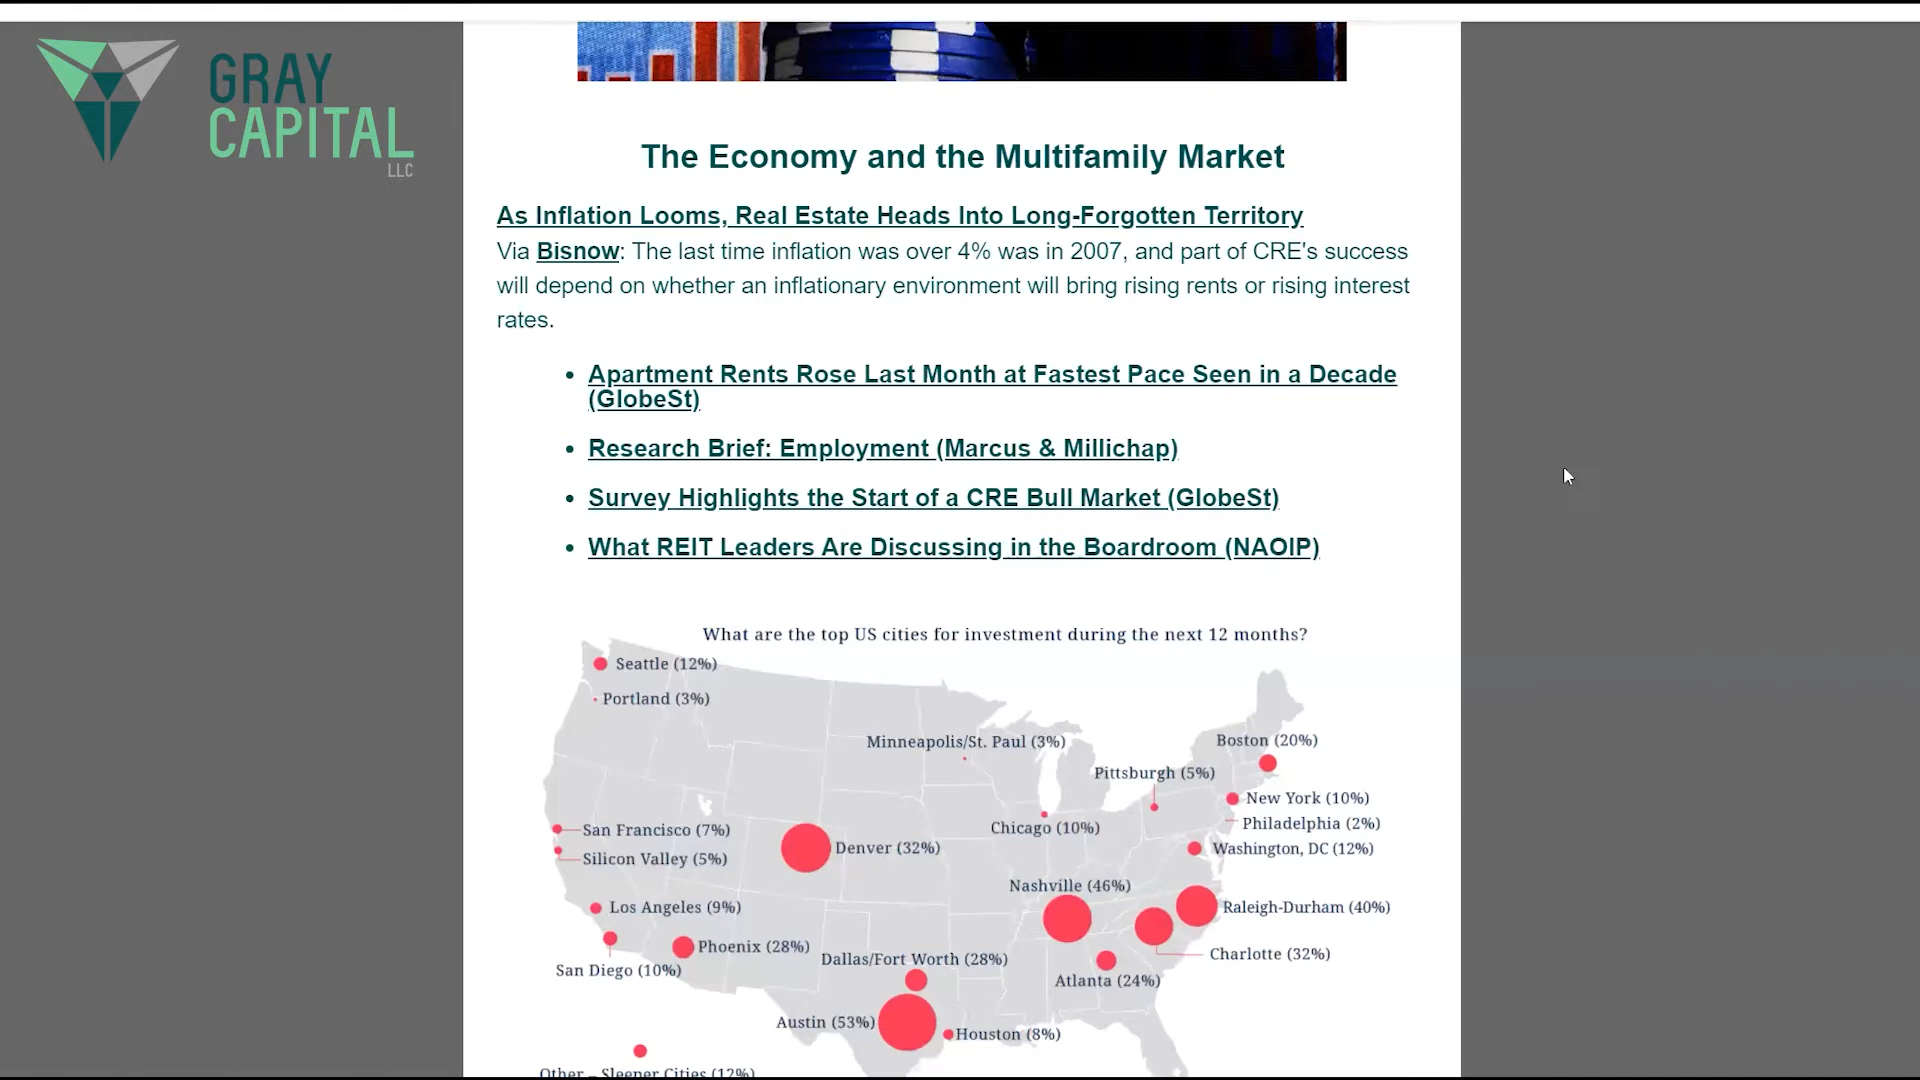 GRAY
CAPITAL
LLC
The Economy and the Multifamily Market
As Inflation Looms, Real Estate Heads Into Long-Forgotten Territory
Via Bisnow: The last time inflation was over 4% was in 2007, and part of CRE's success
will depend on whether an inflationary environment will bring rising rents or rising interest
rates.
• Apartment Rents Rose Last Month at Fastest Pace Seen in a Decade
(GlobeSt)
• Research Brief: Employment (Marcus & Millichap)
• Survey Highlights the Start of a CRE Bull Market (GlobeSt)
• What REIT Leaders Are Discussing in the Boardroom (NAOIP)
What are the top US cities for investment during the next 12 months?
Seattle (12%)
Portland (3%)
Minneapolis/St. Paul (3%)
Boston (20%)
Pittsburgh (5%)
New York (10%)
Philadelphia (2%)
San Francisco (7%)
Chicago (10%)
Denver (32%)
Washington, DC (12%)
Silicon Valley (5%)
Nashville (46%)
Los Angeles (9%)
Raleigh-Durham (40%)
Phoenix (28%)
Charlotte (32%)
Dallas/Fort Worth (28%)
San Diego (10%)
Atlanta (24%)
Austin (53%)
Houston (8%)
Other – Sleeper Cities (12%)